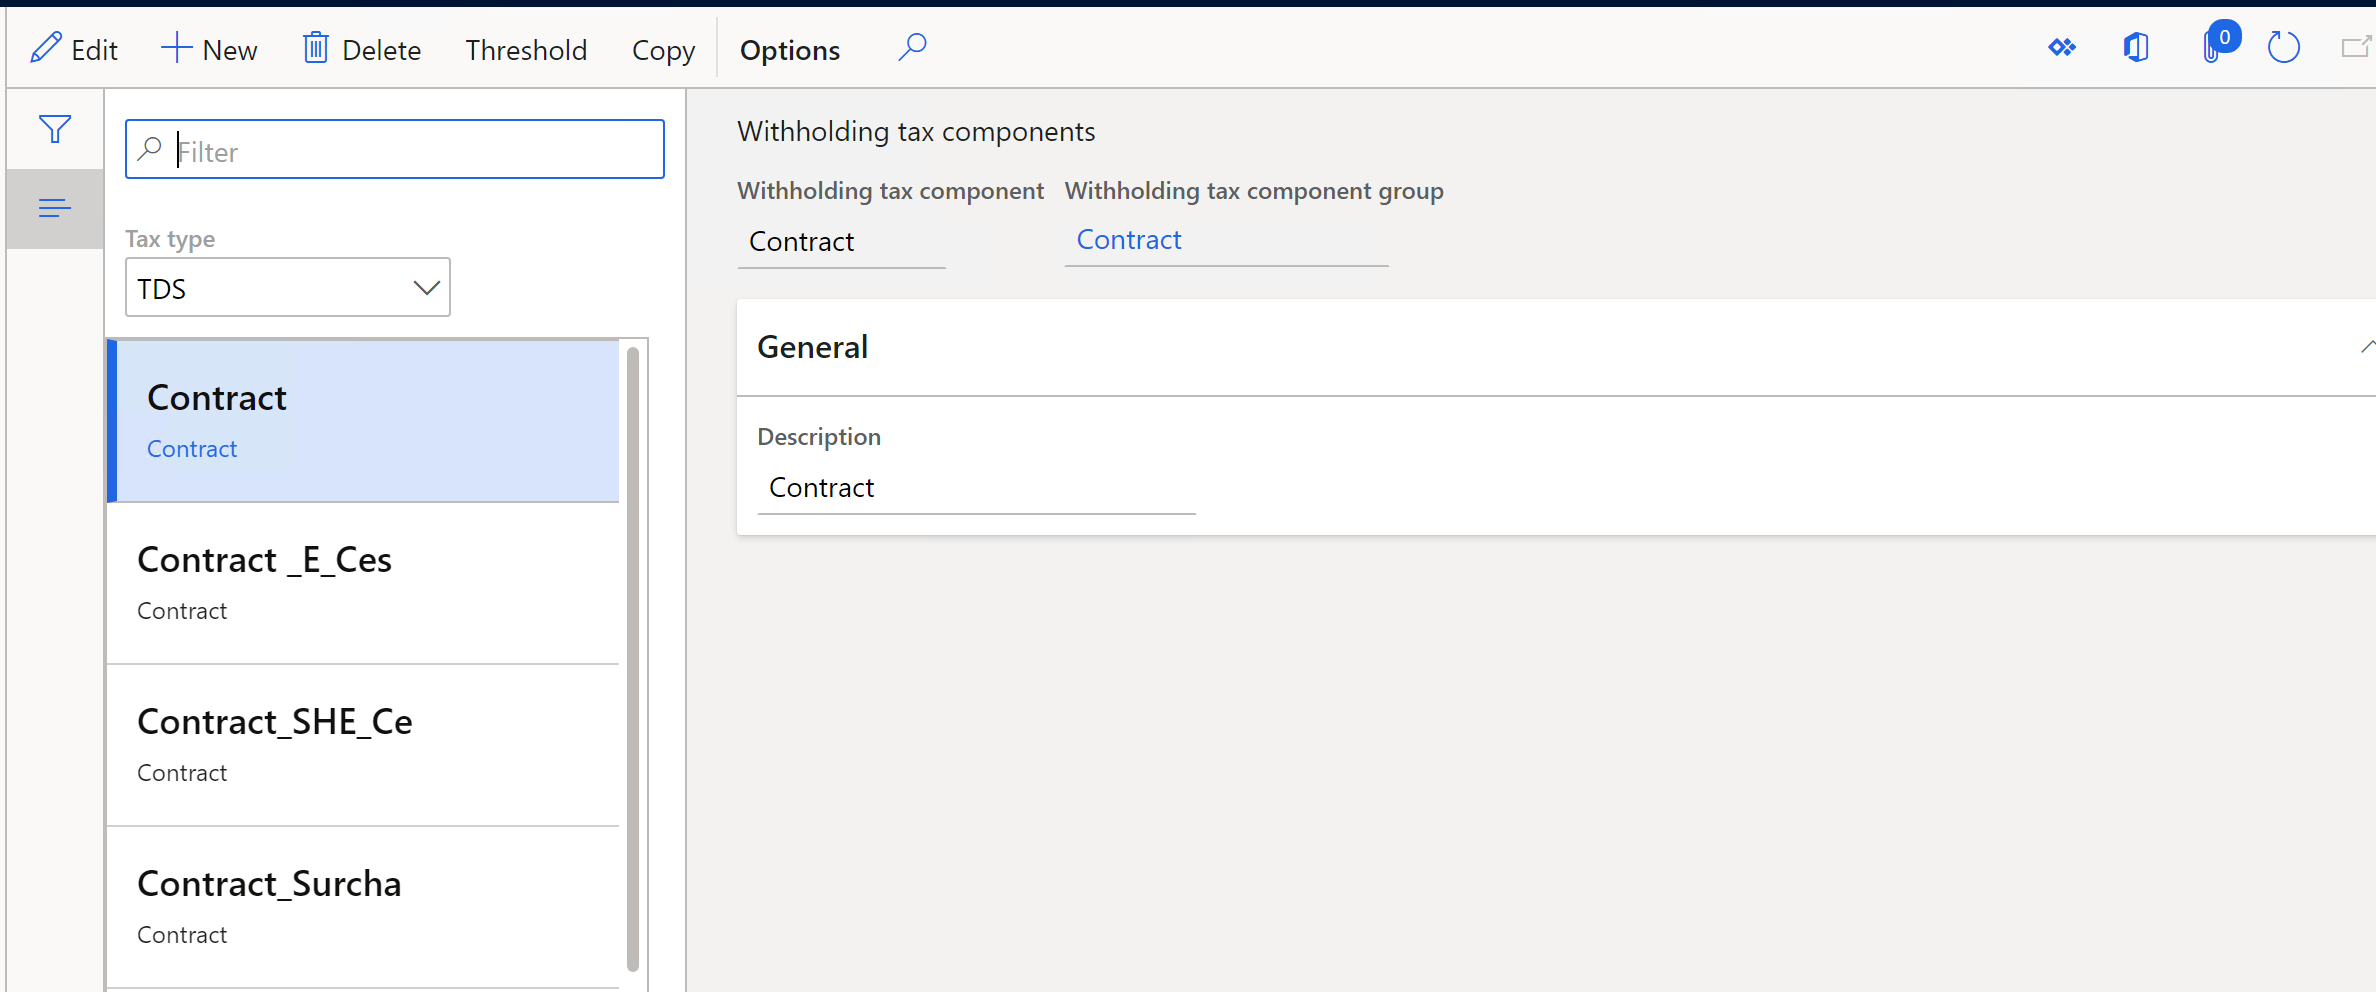 Edit New Delete Threshold Copy Options 0
Filter
Tax type
TDS
Contract
Contract
Contract _E_Ces
Contract
Contract_SHE_Ce
Contract
Contract_Surcha
Contract
Withholding tax components
Withholding tax component Withholding tax component group
Contract Contract
General
Description
Contract